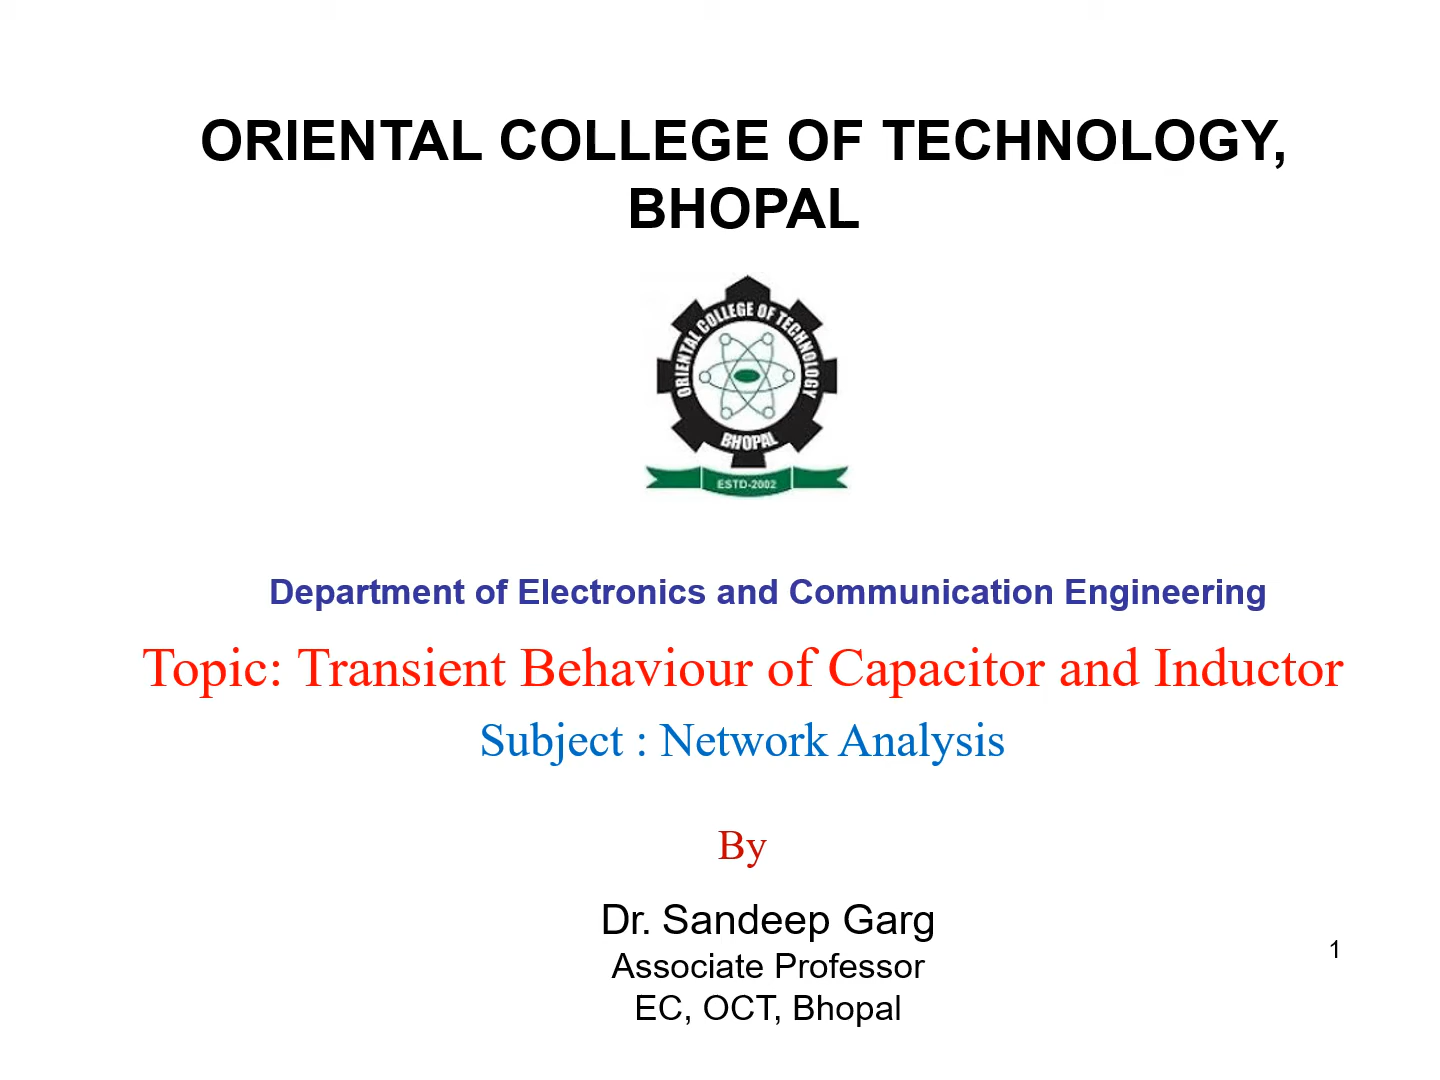 ORIENTAL COLLEGE OF TECHNOLOGY,
BHOPAL
ORIENTAL COLLEGE OF TECHNOLOGY
BHOPAL
ESTD-2002
Department of Electronics and Communication Engineering
Topic: Transient Behaviour of Capacitor and Inductor
Subject : Network Analysis
By
Dr. Sandeep Garg
Associate Professor
EC, OCT, Bhopal
1